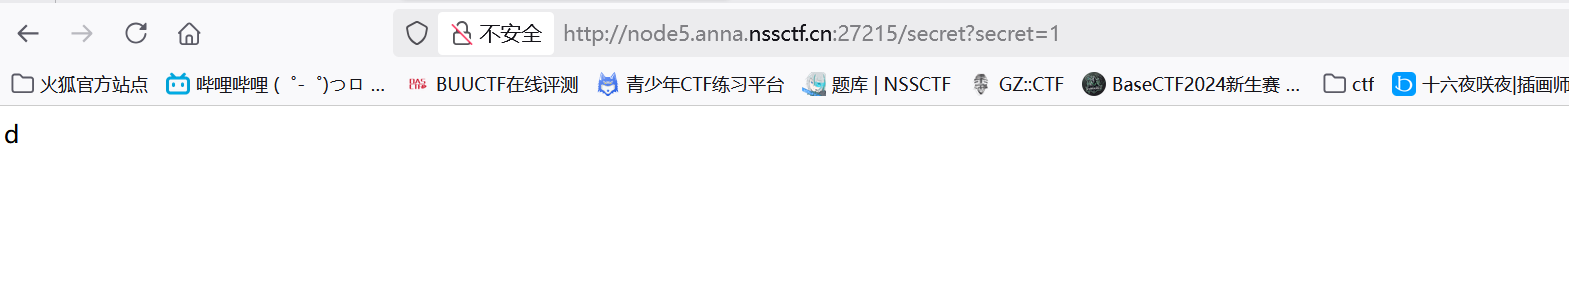 不安全 http://node5.anna.nssctf.cn:27215/secret?secret=1
火狐官方站点 哔哩哔哩 (゜-゜)つロ ... BUUCTF在线评测 青少年CTF练习平台 题库 | NSSCTF GZ::CTF BaseCTF2024新生赛 ... ctf 十六夜咲夜|插画师
d